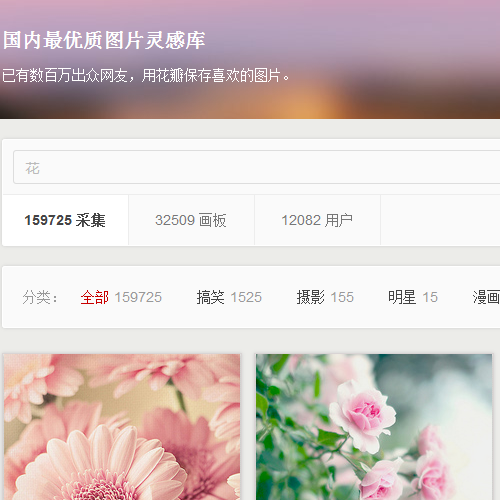 国内最优质图片灵感库
已有数百万出众网友，用花瓣保存喜欢的图片。
花
159725 采集 32509 画板 12082 用户
分类： 全部 159725 搞笑 1525 摄影 155 明星 15 漫画